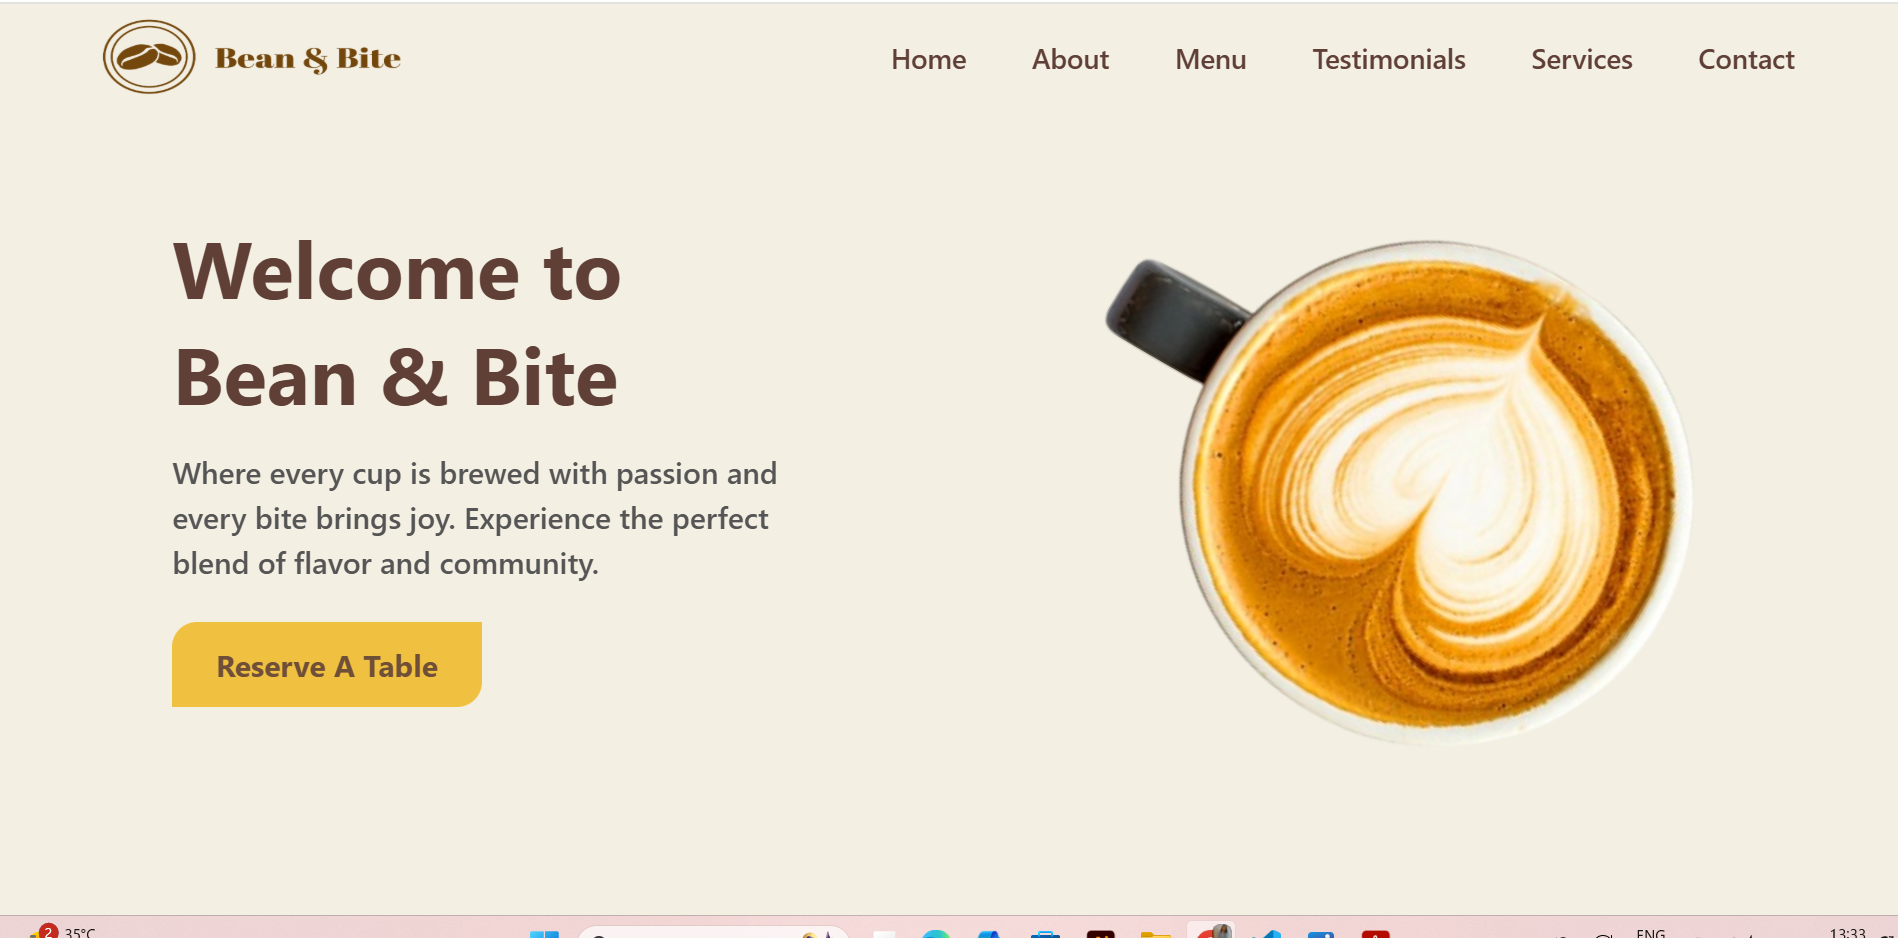 Bean & Bite
Home About Menu Testimonials Services Contact
Welcome to
Bean & Bite
Where every cup is brewed with passion and
every bite brings joy. Experience the perfect
blend of flavor and community.
Reserve A Table
2 35°C
ENG
13:33